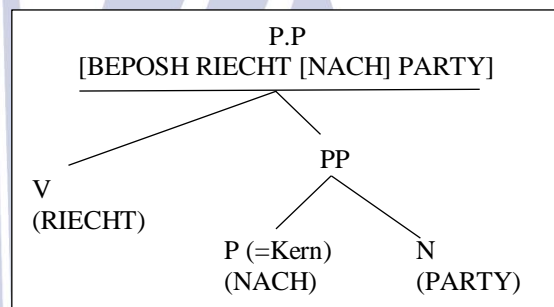 P.P
[BEPOSH RIECHT [NACH] PARTY]
PP
V
(RIECHT)
P (=Kern) N
(NACH) (PARTY)